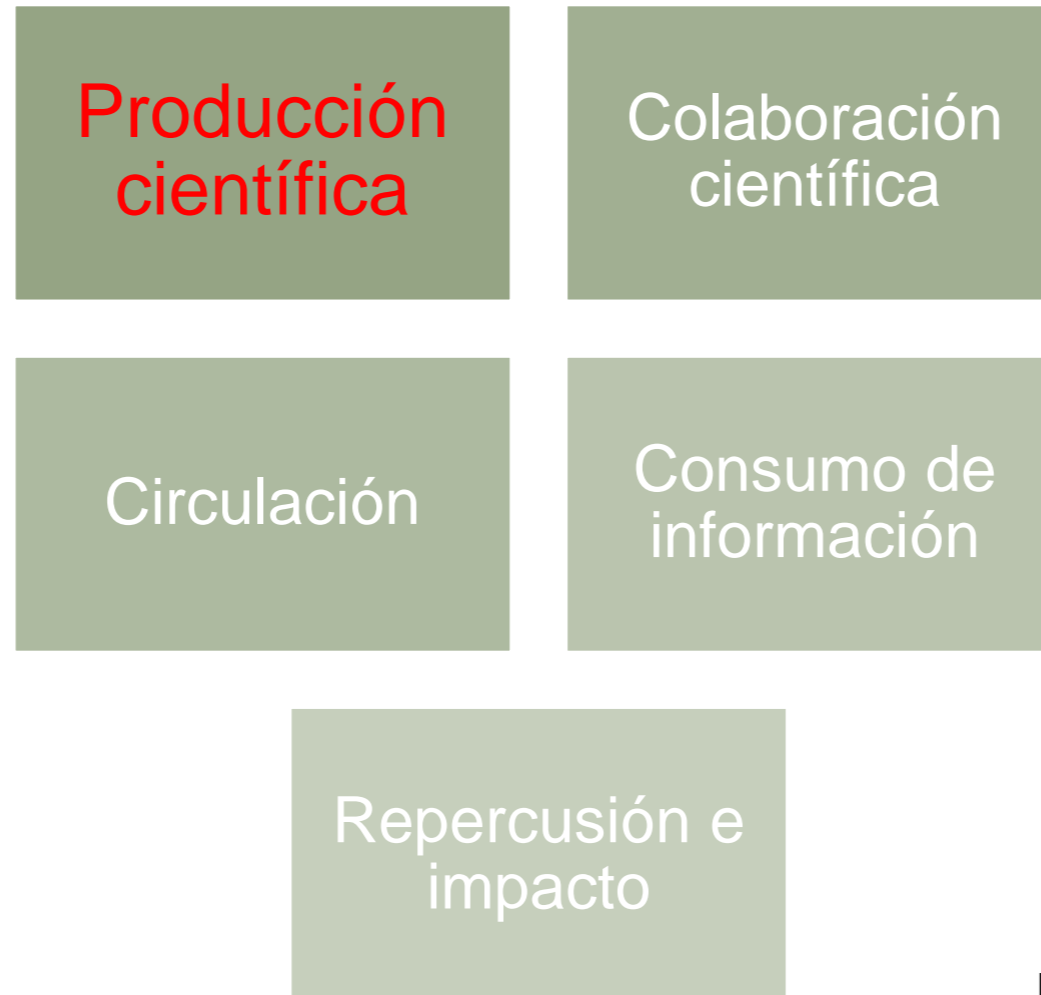 Producción
científica
Colaboración
científica
Circulación
Consumo de
información
Repercusión e
impacto